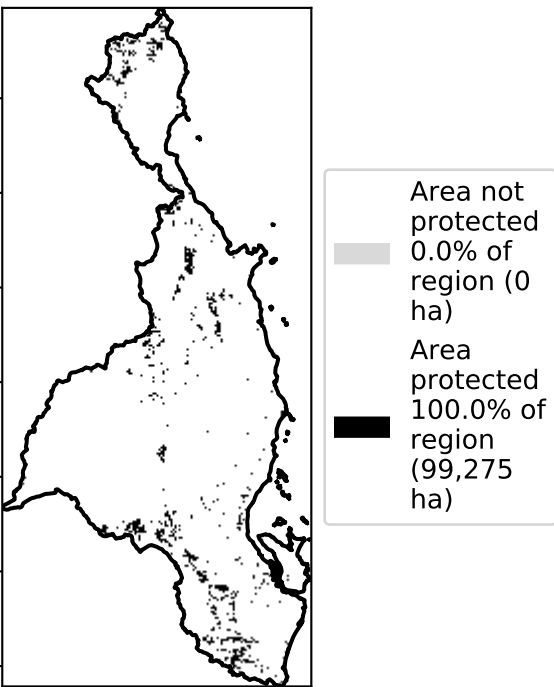 Area not
protected
0.0% of
region (0
ha)
Area
protected
100.0% of
region
(99,275
ha)